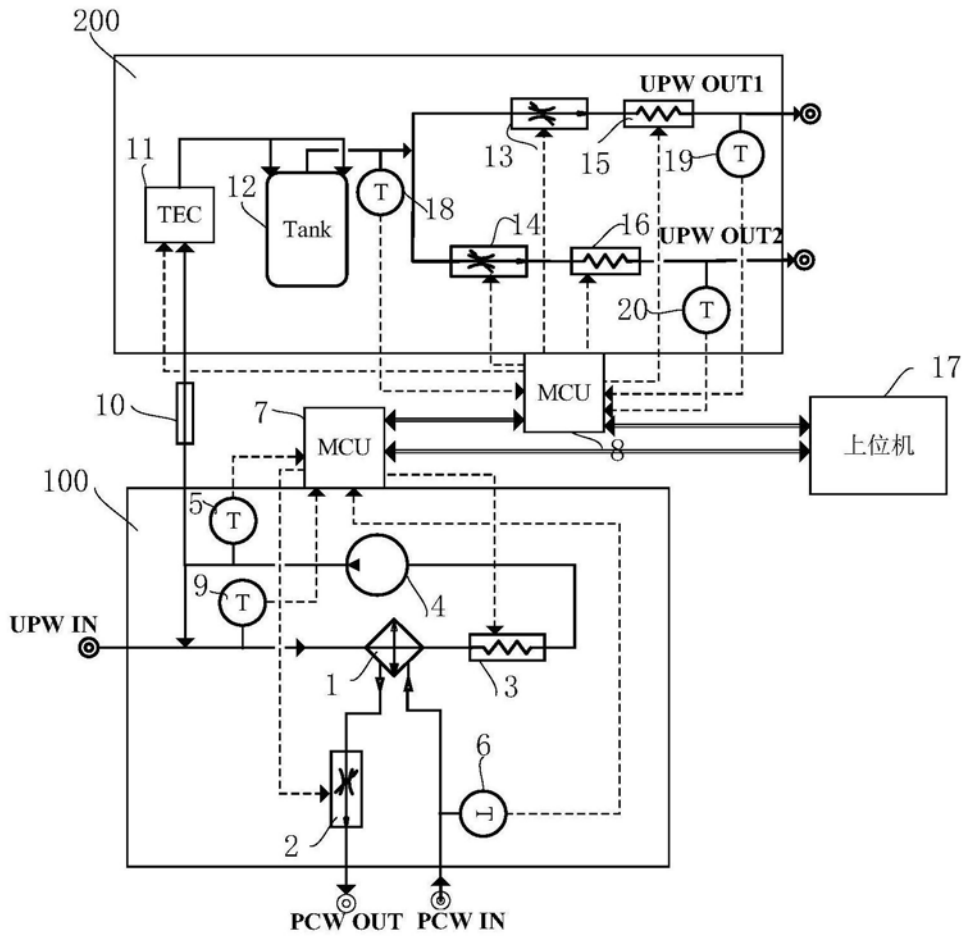 200
UPW OUT1
11
13
15
19
T
TEC
12
Tank
T
18
14
16
UPW OUT2
20
T
10
7
MCU
MCU
8
17
上位机
100
5
T
9
T
4
UPW IN
1
3
6
T
2
PCW OUT
PCW IN